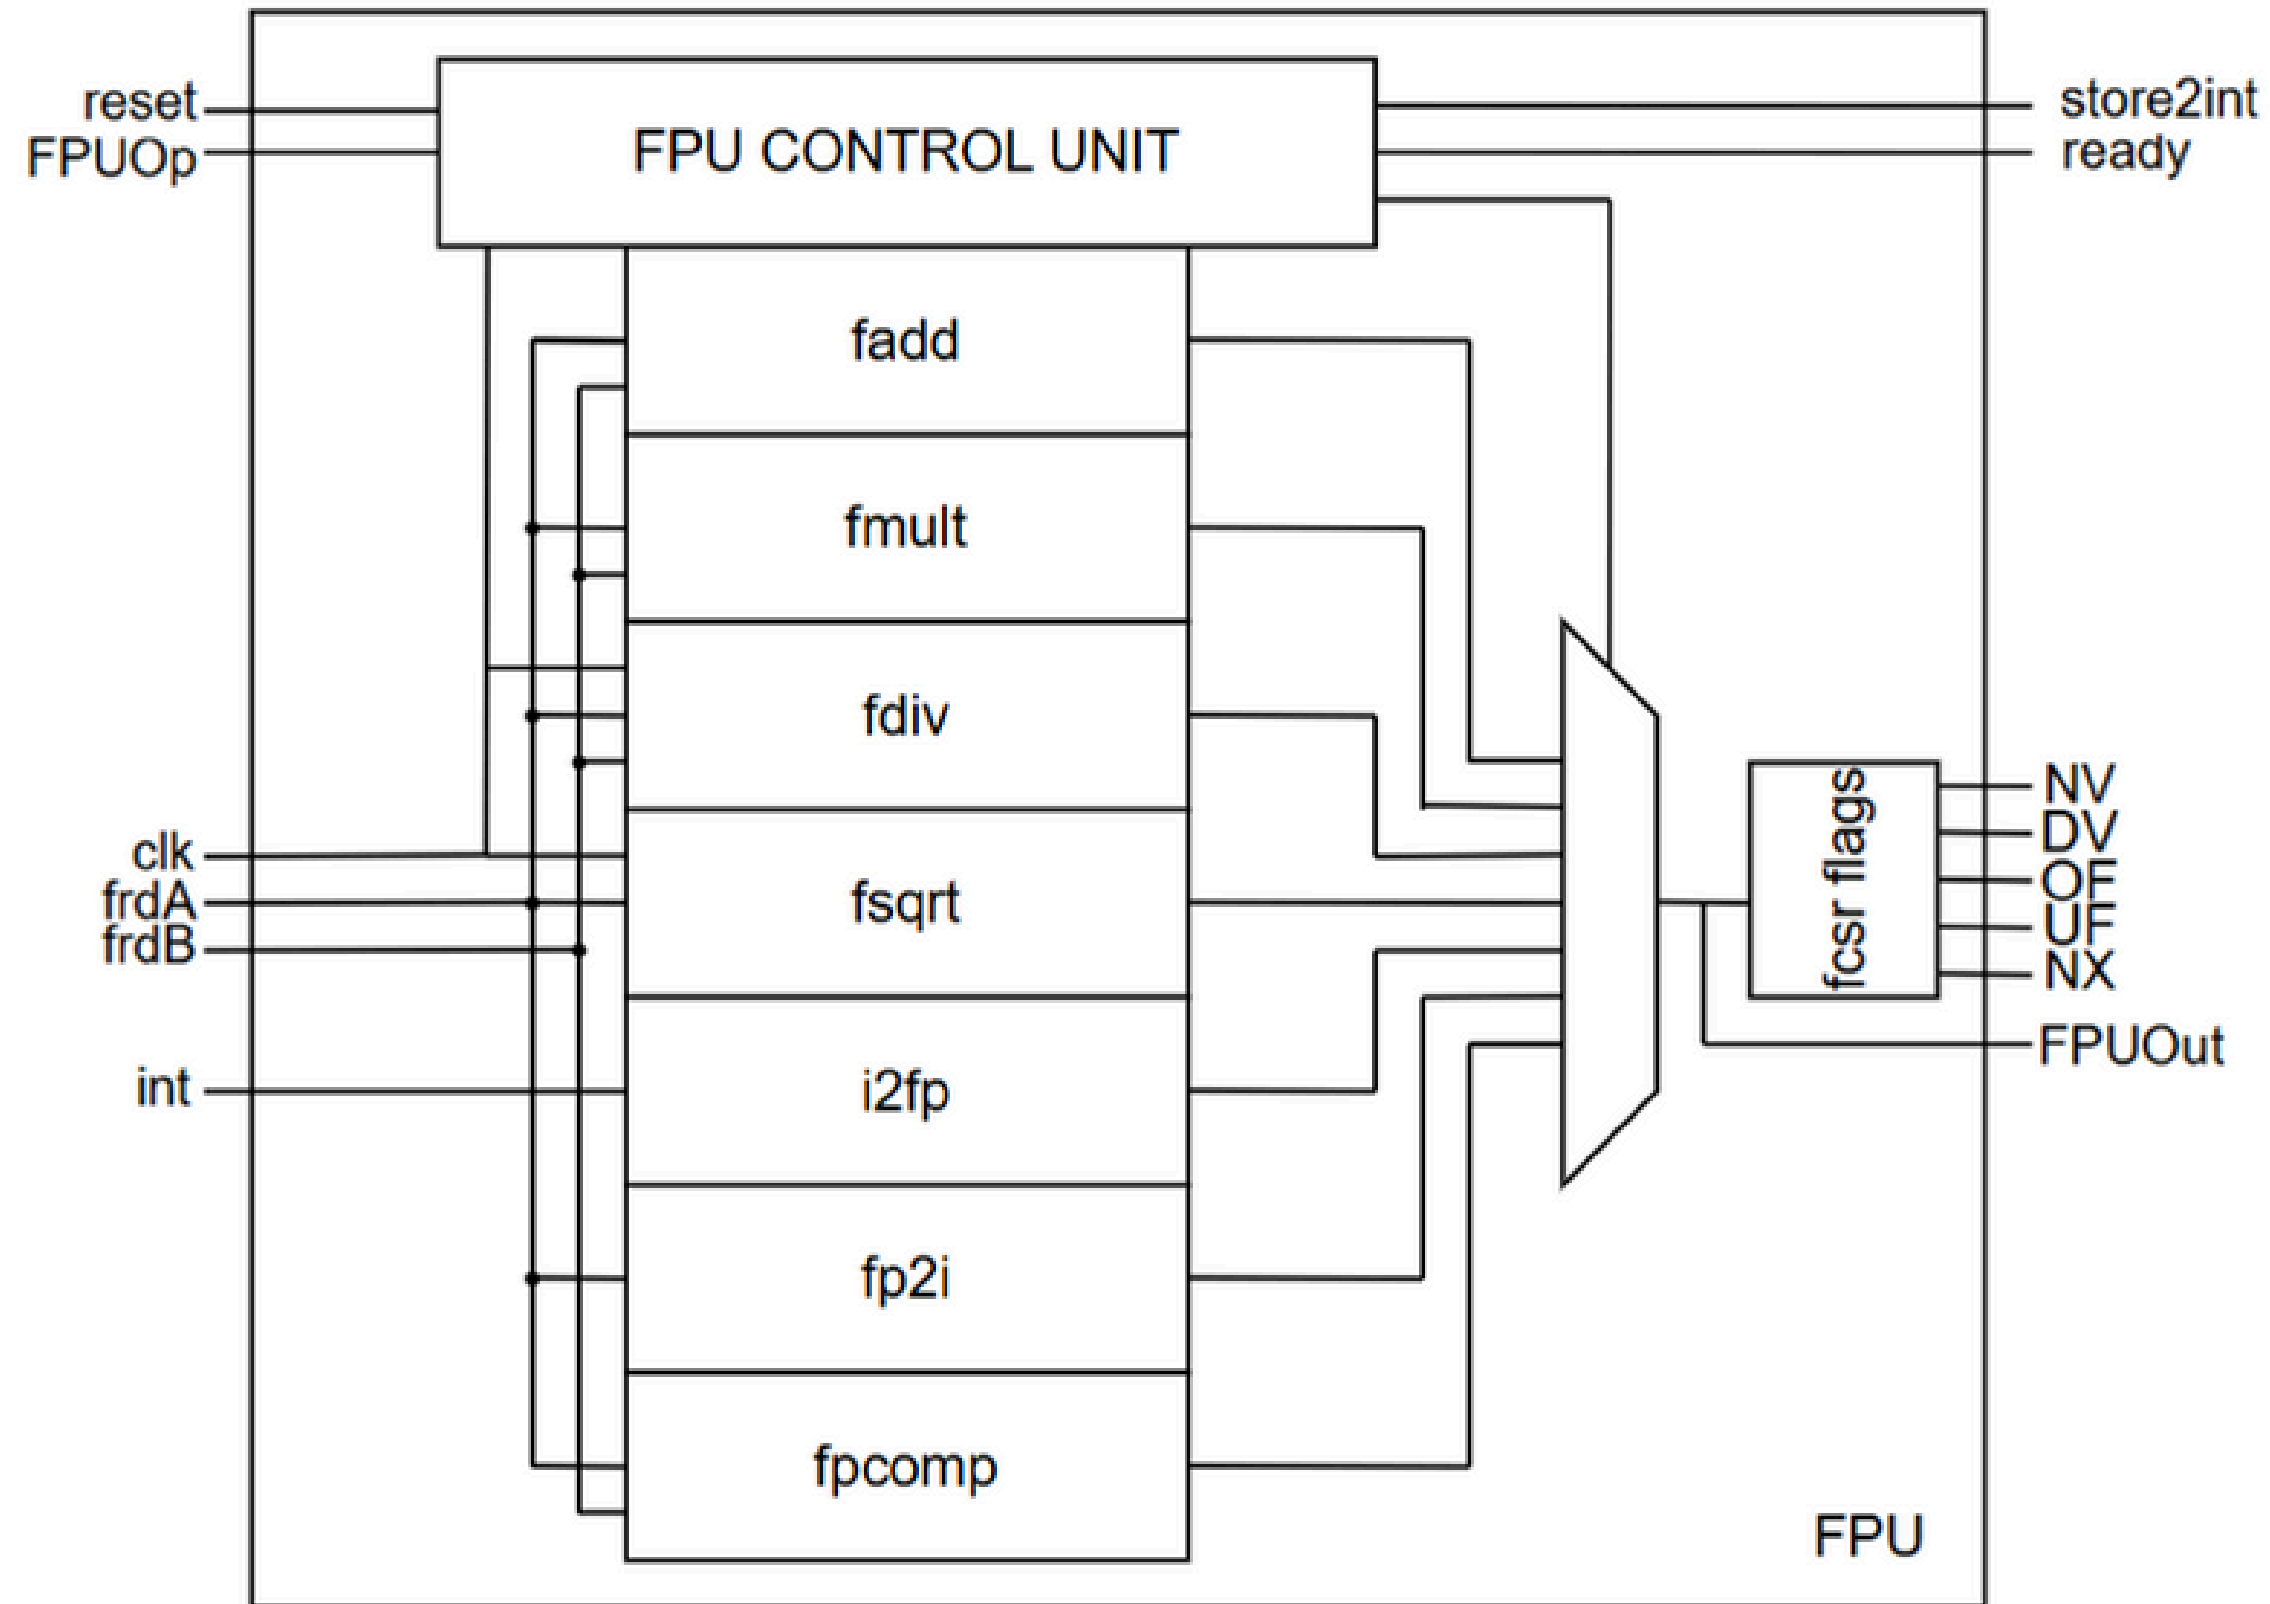 reset
FPUOp
FPU CONTROL UNIT
store2int
ready
fadd
fmult
fdiv
fsqrt
i2fp
fp2i
fpcomp
clk
frdA
frdB
int
fcsr flags
NV
DV
OF
UF
NX
FPUOut
FPU